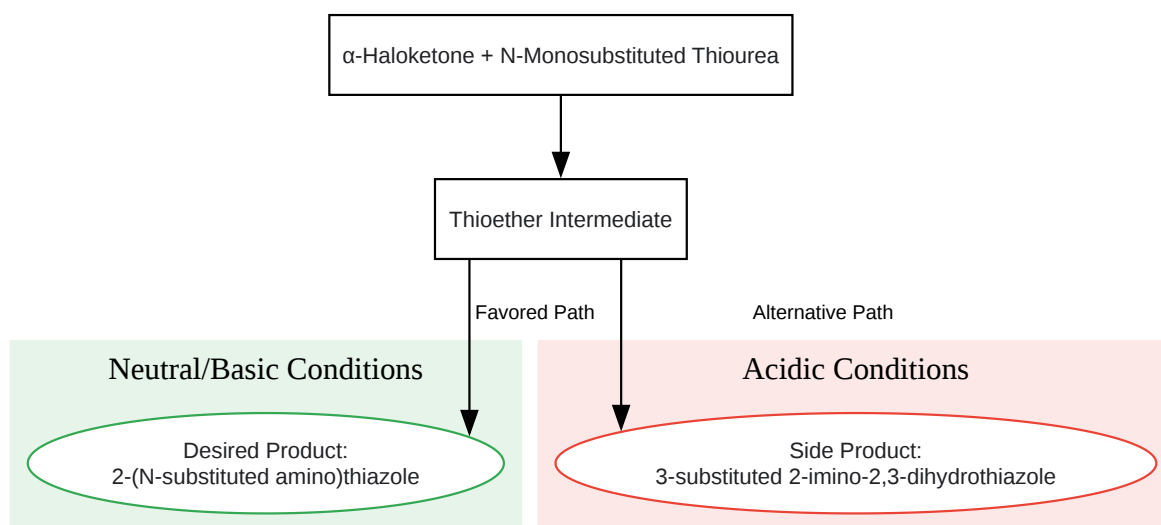 α-Haloketone + N-Monosubstituted Thiourea
Thioether Intermediate
Favored Path
Alternative Path
Neutral/Basic Conditions
Acidic Conditions
Desired Product:
2-(N-substituted amino)thiazole
Side Product:
3-substituted 2-imino-2,3-dihydrothiazole